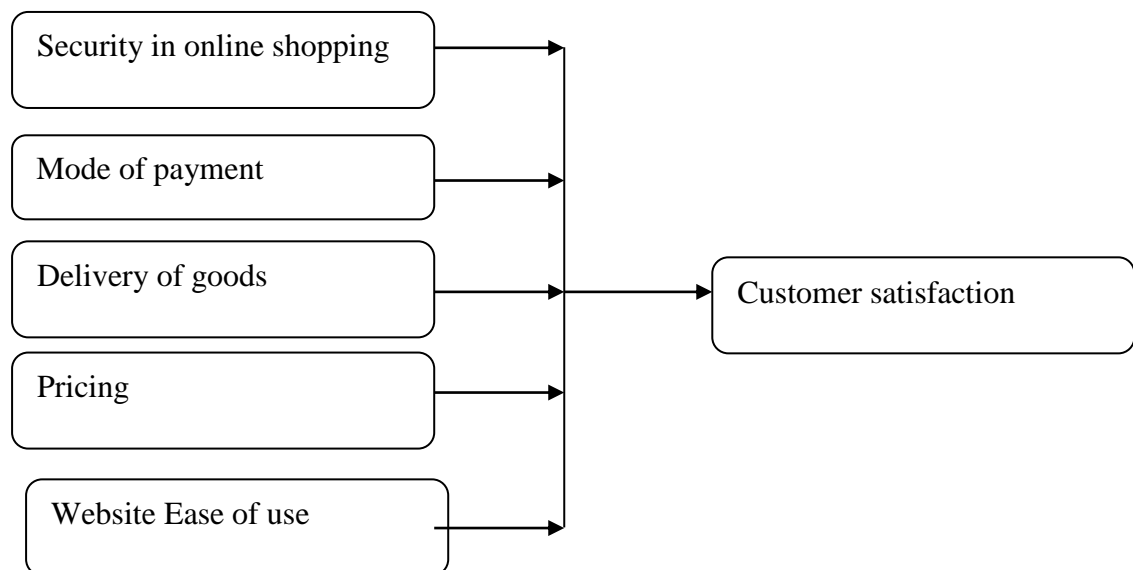 Security in online shopping
Mode of payment
Delivery of goods
Customer satisfaction
Pricing
Website Ease of use